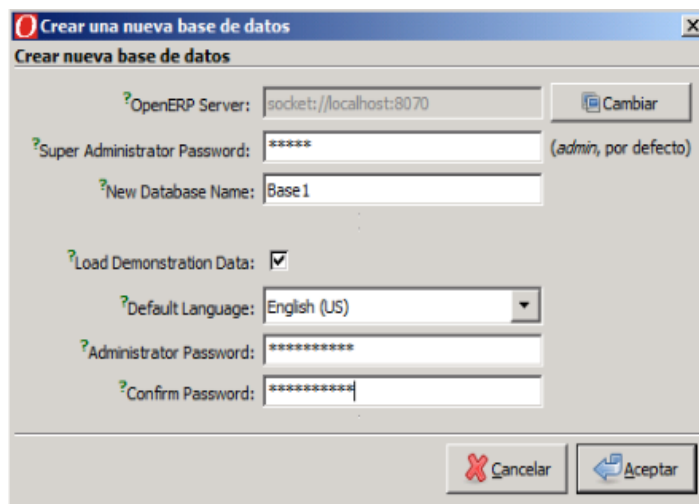 Crear una nueva base de datos
Crear nueva base de datos
?OpenERP Server: socket://localhost:8070 Cambiar
?Super Administrator Password: ***** (admin, por defecto)
?New Database Name: Base1
?Load Demonstration Data:
?Default Language: English (US)
?Administrator Password: **********
?Confirm Password: **********
Cancelar Aceptar